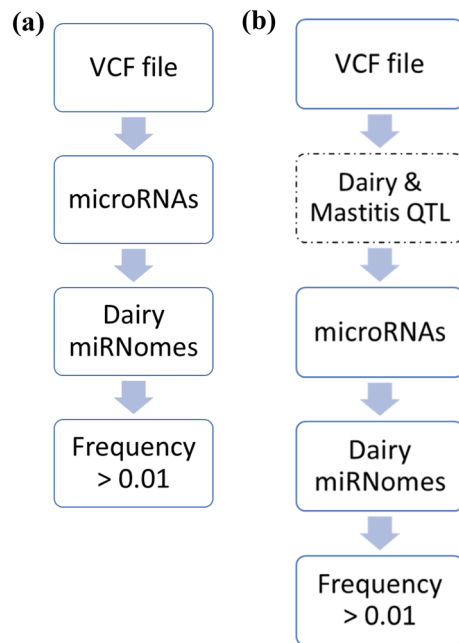 (a)
VCF file
microRNAs
Dairy
miRNomes
Frequency
> 0.01
(b)
VCF file
Dairy &
Mastitis QTL
microRNAs
Dairy
miRNomes
Frequency
> 0.01